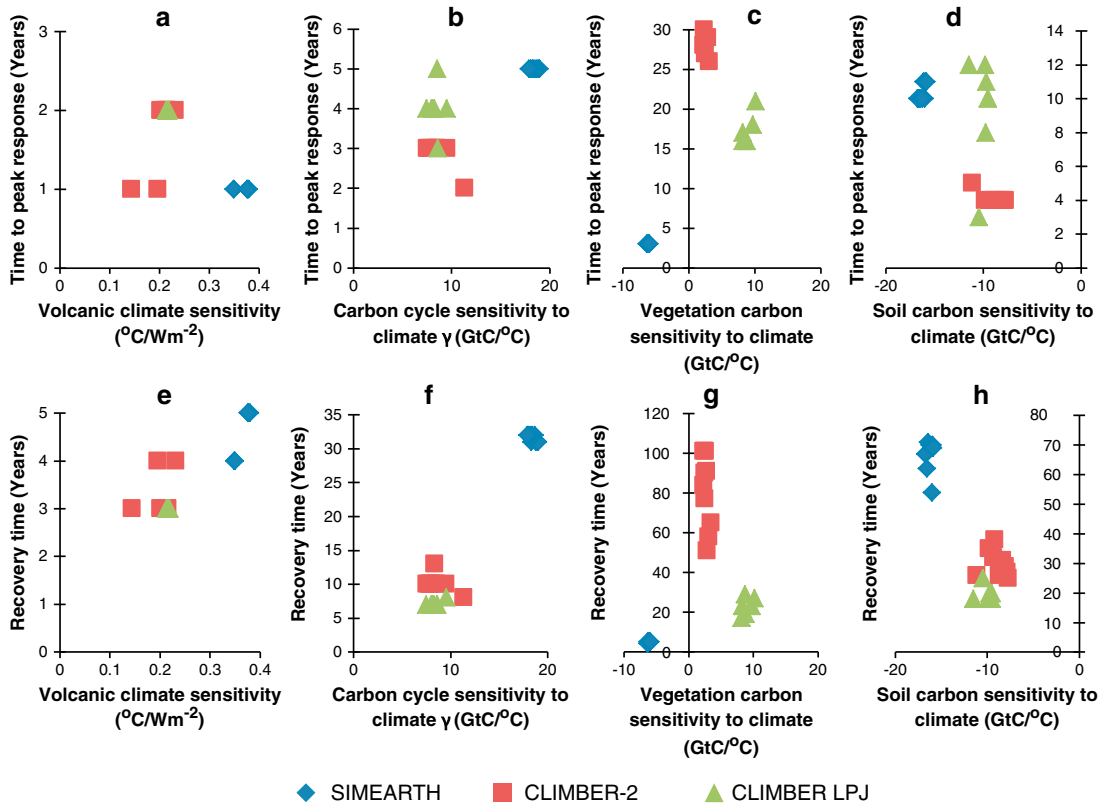 a
b
c
d
Time to peak response (Years)
3
2
1
0
0
0.1
0.2
0.3
0.4
Volcanic climate sensitivity
(°C/Wm-2)
Time to peak response (Years)
6
5
4
3
2
1
0
0
10
20
Carbon cycle sensitivity to
climate γ (GtC/°C)
Time to peak response (Years)
30
25
20
15
10
5
0
-10
0
10
20
Vegetation carbon
sensitivity to climate
(GtC/°C)
Time to peak response (Years)
14
12
10
8
6
4
2
0
-20
-10
0
Soil carbon sensitivity to
climate (GtC/°C)
e
f
g
h
Recovery time (Years)
5
4
3
2
1
0
0
0.1
0.2
0.3
0.4
Volcanic climate sensitivity
(°C/Wm-2)
Recovery time (Years)
35
30
25
20
15
10
5
0
0
10
20
Carbon cycle sensitivity to
climate γ (GtC/°C)
Recovery time (Years)
120
100
80
60
40
20
0
-10
0
10
20
Vegetation carbon
sensitivity to climate
(GtC/°C)
Recovery time (Years)
80
70
60
50
40
30
20
10
0
-20
-10
0
Soil carbon sensitivity to
climate (GtC/°C)
SIMEARTH
CLIMBER-2
CLIMBER LPJ